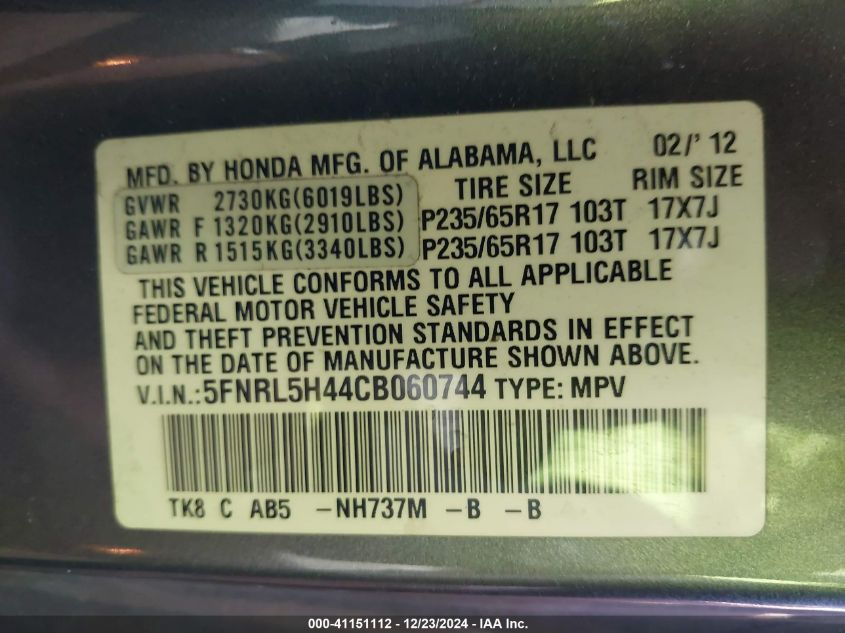 MFD. BY HONDA MFG. OF ALABAMA, LLC 02/' 12
GVWR 2730KG(6019LBS) TIRE SIZE RIM SIZE
GAWR F 1320KG(2910LBS) P235/65R17 103T 17X7J
GAWR R 1515KG(3340LBS) P235/65R17 103T 17X7J
THIS VEHICLE CONFORMS TO ALL APPLICABLE
FEDERAL MOTOR VEHICLE SAFETY
AND THEFT PREVENTION STANDARDS IN EFFECT
ON THE DATE OF MANUFACTURE SHOWN ABOVE.
V.I.N.:5FNRL5H44CB060744 TYPE: MPV
TK8 C AB5 -NH737M -B -B
000-41151112 - 12/23/2024 - IAA Inc.